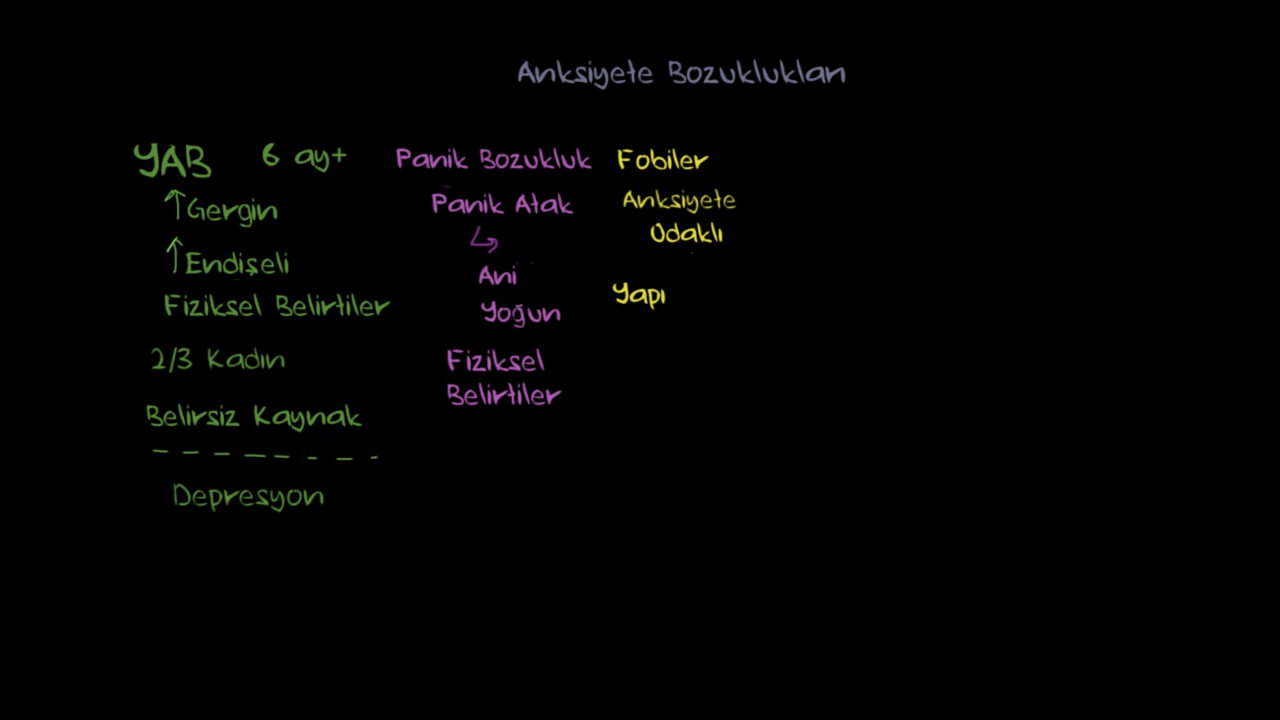 Anksiyete Bozuklukları
YAB 6 ay+
↑Gergin
↑Endişeli
Fiziksel Belirtiler
2/3 Kadın
Belirsiz Kaynak
Depresyon
Panik Bozukluk
Panik Atak
Ani
Yoğun
Fiziksel
Belirtiler
Fobiler
Anksiyete
Odaklı
Yapı